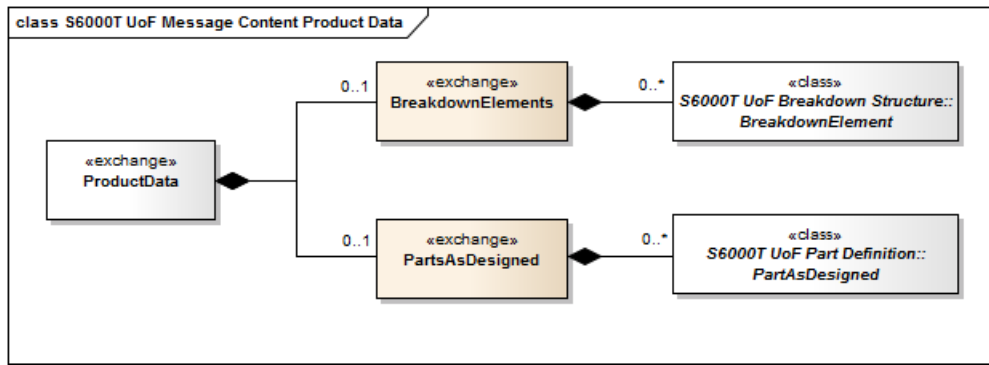 class S6000T UoF Message Content Product Data
0..1
«exchange»
BreakdownElements
0..*
«class»
S6000T UoF Breakdown Structure::
BreakdownElement
«exchange»
ProductData
0..1
«exchange»
PartsAsDesigned
0..*
«class»
S6000T UoF Part Definition::
PartAsDesigned